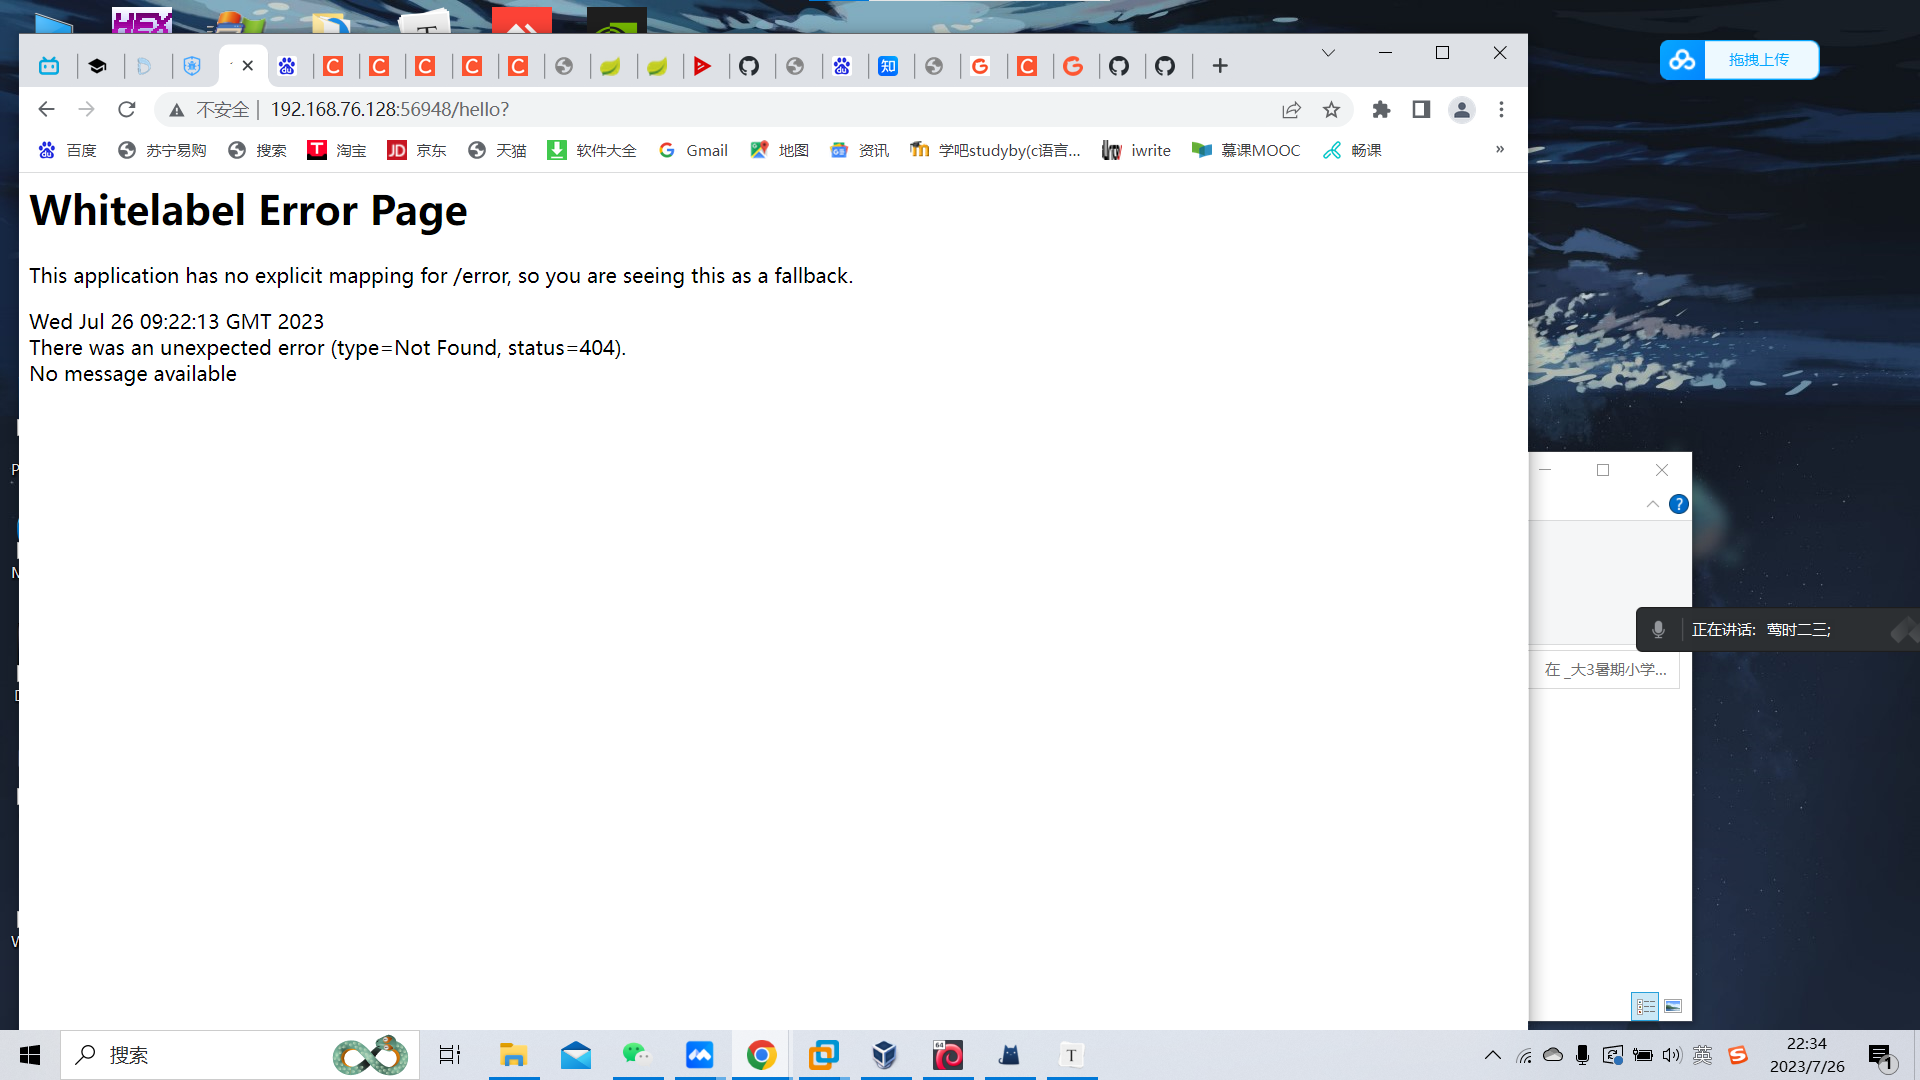 HEX
T
拖拽上传
不安全 | 192.168.76.128:56948/hello?
百度 苏宁易购 搜索 淘宝 京东 天猫 软件大全 Gmail 地图 资讯 学吧studyby(c语言... iwrite 慕课MOOC 畅课 »
Whitelabel Error Page
This application has no explicit mapping for /error, so you are seeing this as a fallback.
Wed Jul 26 09:22:13 GMT 2023
There was an unexpected error (type=Not Found, status=404).
No message available
正在讲话: 莺时二三;
在 _大3暑期小学...
搜索
英
22:34
2023/7/26
1